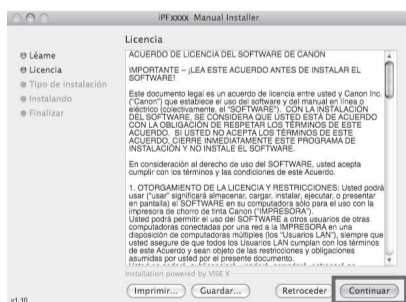 iPFxxxx Manual Installer
Licencia
Léame
Licencia
Tipo de instalación
Instalando
Finalizar
ACUERDO DE LICENCIA DEL SOFTWARE DE CANON
IMPORTANTE – ¡LEA ESTE ACUERDO ANTES DE INSTALAR EL
SOFTWARE!
Este documento legal es un acuerdo de licencia entre usted y Canon Inc.
("Canon") que establece el uso del software y del manual en línea o
eléctrico (colectivamente, el "SOFTWARE"). CON LA INSTALACIÓN
DEL SOFTWARE, SE CONSIDERA QUE USTED ESTÁ DE ACUERDO
CON LA OBLIGACIÓN DE RESPETAR LOS TÉRMINOS DE ESTE
ACUERDO. SI USTED NO ACEPTA LOS TÉRMINOS DE ESTE
ACUERDO, CIERRE INMEDIATAMENTE ESTE PROGRAMA DE
INSTALACIÓN Y NO INSTALE EL SOFTWARE.
En consideración al derecho de uso del SOFTWARE, usted acepta
cumplir con los términos y las condiciones de este Acuerdo.
1. OTORGAMIENTO DE LA LICENCIA Y RESTRICCIONES: Usted podrá
usar ("usar" significará almacenar, cargar, instalar, ejecutar, o presentar
en pantalla) el SOFTWARE en su computadora sólo para el uso con la
impresora de chorro de tinta Canon ("IMPRESORA").
Usted podrá permitir el uso del SOFTWARE a otros usuarios de otras
computadoras conectadas por una red a la IMPRESORA en una
disposición de computadoras múltiples (los "Usuarios LAN"), siempre que
usted asegure de que todos los Usuarios LAN cumplan con los términos
de este Acuerdo y sean objeto de las restricciones y obligaciones
asumidas por usted por el presente documento.
Installation powered by VISE X
Imprimir...
Guardar...
Retroceder
Continuar
v1.10